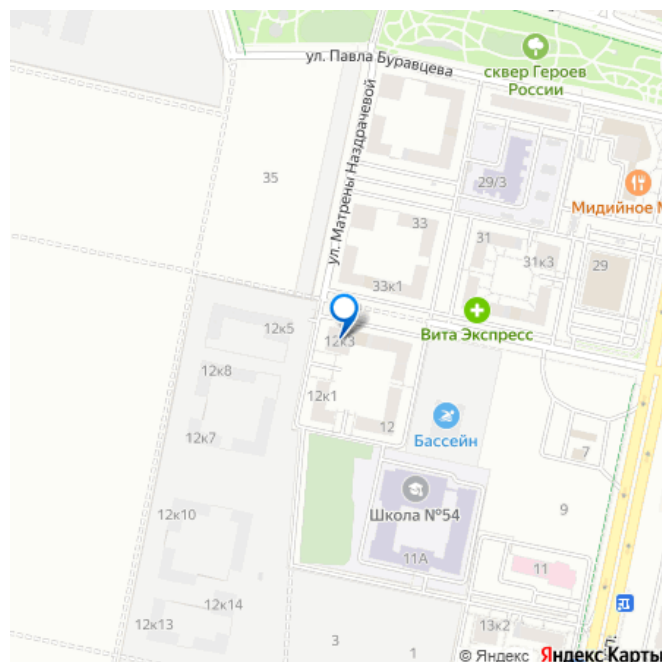 ул. Павла Буравцева
сквер Героев
России
ул. Матрены Наздрачевой
35
29/3
Мидийное М
33
31
31к3
29
33к1
Вита Экспресс
12к5
12к3
12к8
12к1
12
12к7
Бассейн
7
Школа №54
9
12к10
11А
11
12к14
12к13
13к2
3
1
© Яндекс Яндекс Карты